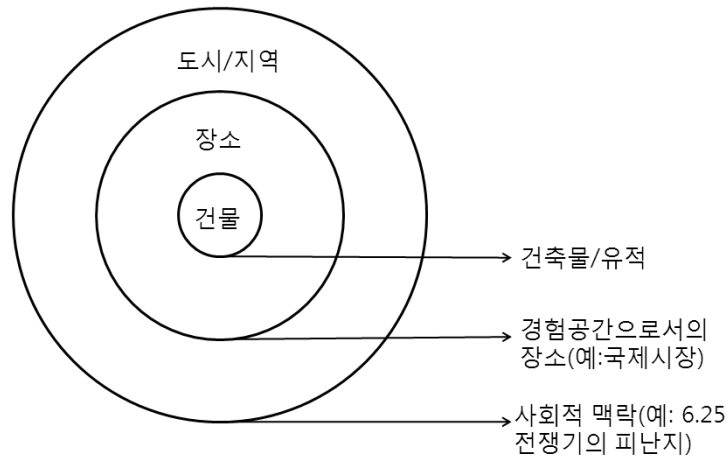 도시/지역
장소
건물
건축물/유적
경험공간으로서의
장소(예:국제시장)
사회적 맥락(예: 6.25
전쟁기의 피난지)